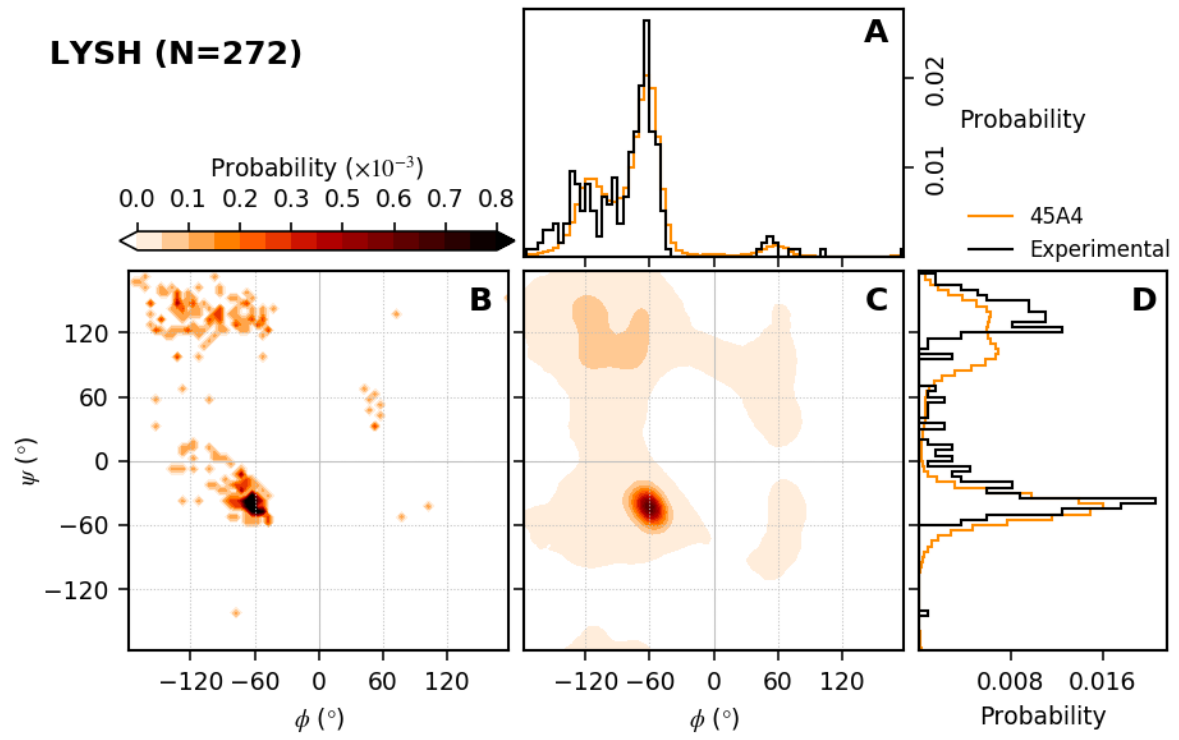 LYSH (N=272)
A
0.02
0.01
Probability
Probability (×10⁻³)
0.0 0.1 0.2 0.3 0.5 0.6 0.7 0.8
45A4
Experimental
B
C
D
120
60
0
−60
−120
ψ (°)
−120 −60 0 60 120
ϕ (°)
−120 −60 0 60 120
ϕ (°)
0.008 0.016
Probability